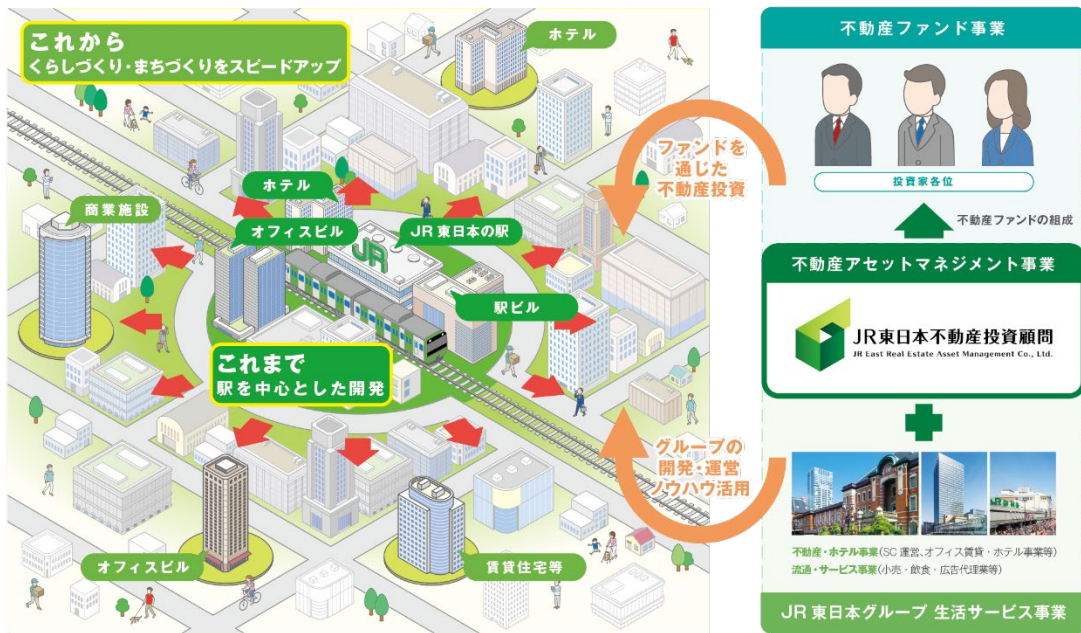 これから
くらしづくり・まちづくりをスピードアップ
ホテル
商業施設
ホテル
オフィスビル
JR東日本の駅
JR
駅ビル
これまで
駅を中心とした開発
オフィスビル
賃貸住宅等
ファンドを
通じた
不動産投資
グループの
開発・運営
ノウハウ活用
不動産ファンド事業
投資家各位
不動産ファンドの組成
不動産アセットマネジメント事業
JR東日本不動産投資顧問
JR East Real Estate Asset Management Co., Ltd.
不動産・ホテル事業(SC運営、オフィス賃貸・ホテル事業等)
流通・サービス事業(小売・飲食・広告代理業等)
JR東日本グループ 生活サービス事業